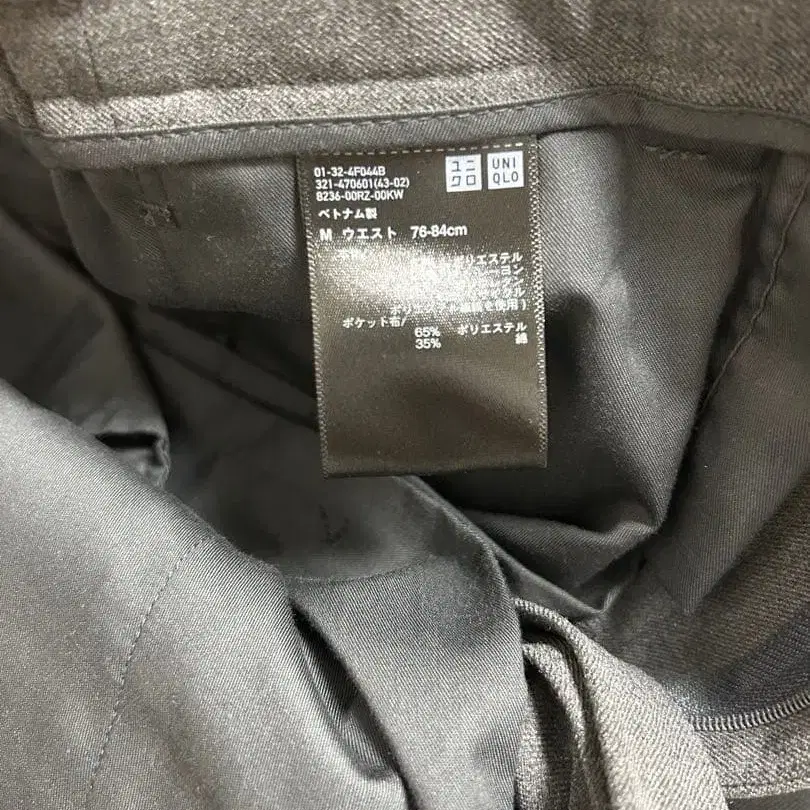 01-32-4F044B
321-470601(43-02)
8236-00RZ-00KW
ユニ
クロ
UNI
QLO
ベトナム製
M ウエスト 76-84cm
ポリエステル
使用)
ポケット布/
65% ポリエステル
35% 綿